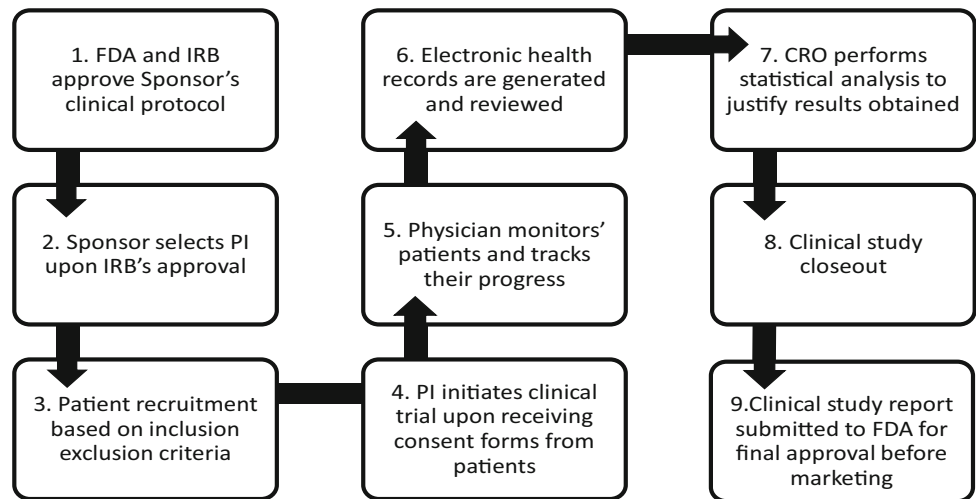 1. FDA and IRB
approve Sponsor's
clinical protocol
2. Sponsor selects PI
upon IRB's approval
3. Patient recruitment
based on inclusion
exclusion criteria
4. PI initiates clinical
trial upon receiving
consent forms from
patients
5. Physician monitors'
patients and tracks
their progress
6. Electronic health
records are generated
and reviewed
7. CRO performs
statistical analysis to
justify results obtained
8. Clinical study
closeout
9.Clinical study report
submitted to FDA for
final approval before
marketing